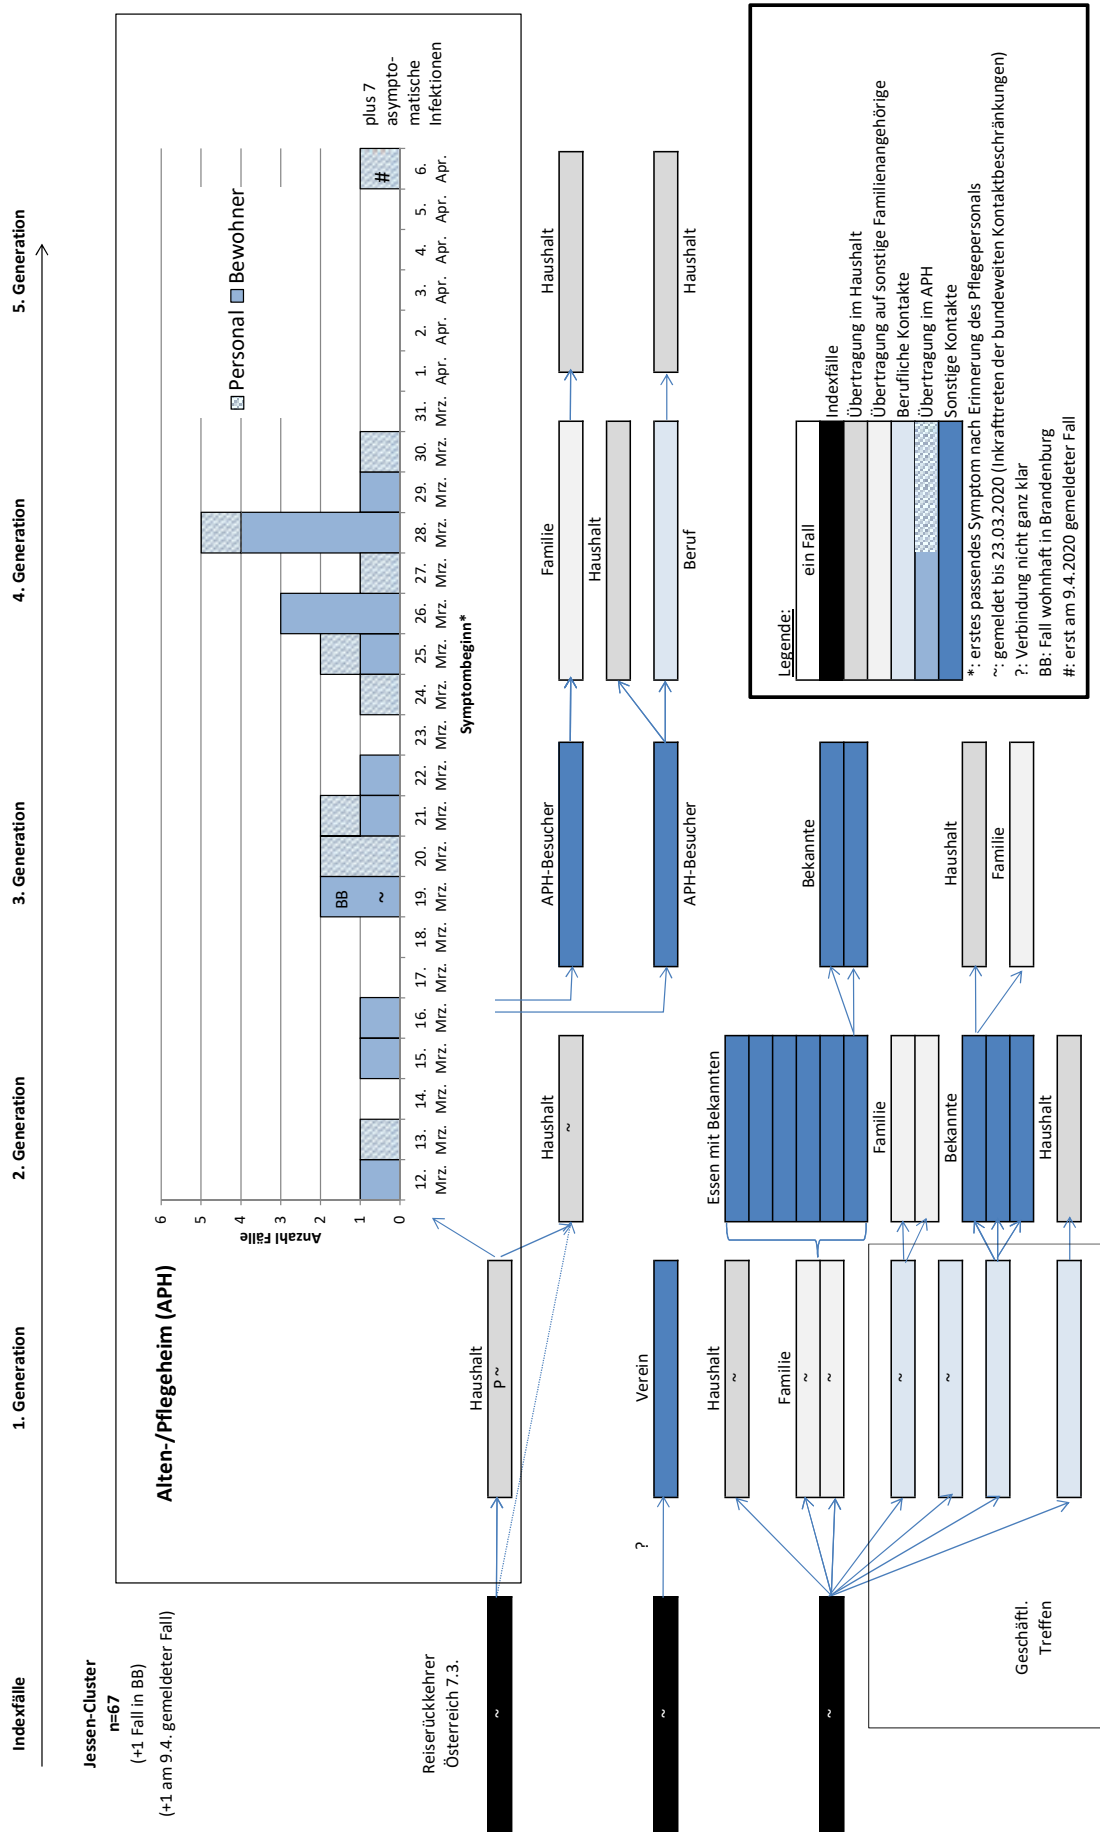 Indexfälle
1. Generation
2. Generation
3. Generation
4. Generation
5. Generation
Jessen-Cluster
n=67
(+1 Fall in BB)
(+1 am 9.4. gemeldeter Fall)
Alten-/Pflegeheim (APH)
Personal
Bewohner
Anzahl Fälle
6
5
4
3
2
1
0
BB
~
#
12. Mrz.
13. Mrz.
14. Mrz.
15. Mrz.
16. Mrz.
17. Mrz.
18. Mrz.
19. Mrz.
20. Mrz.
21. Mrz.
22. Mrz.
23. Mrz.
24. Mrz.
25. Mrz.
26. Mrz.
27. Mrz.
28. Mrz.
29. Mrz.
30. Mrz.
31. Mrz.
1. Apr.
2. Apr.
3. Apr.
4. Apr.
5. Apr.
6. Apr.
Symptombeginn*
plus 7
asympto-
matische
Infektionen
Reiserückkehrer
Österreich 7.3.
~
Haushalt
P ~
Haushalt
~
APH-Besucher
Familie
Haushalt
Haushalt
~
?
Verein
APH-Besucher
Beruf
Haushalt
~
Haushalt
~
Familie
~
~
Essen mit Bekannten
Bekannte
Geschäftl.
Treffen
~
~
Familie
Bekannte
Haushalt
Haushalt
Familie
Legende:
ein Fall
Indexfälle
Übertragung im Haushalt
Übertragung auf sonstige Familienangehörige
Berufliche Kontakte
Übertragung im APH
Sonstige Kontakte
*: erstes passendes Symptom nach Erinnerung des Pflegepersonals
~: gemeldet bis 23.03.2020 (Inkrafttreten der bundesweiten Kontaktbeschränkungen)
?: Verbindung nicht ganz klar
BB: Fall wohnhaft in Brandenburg
#: erst am 9.4.2020 gemeldeter Fall